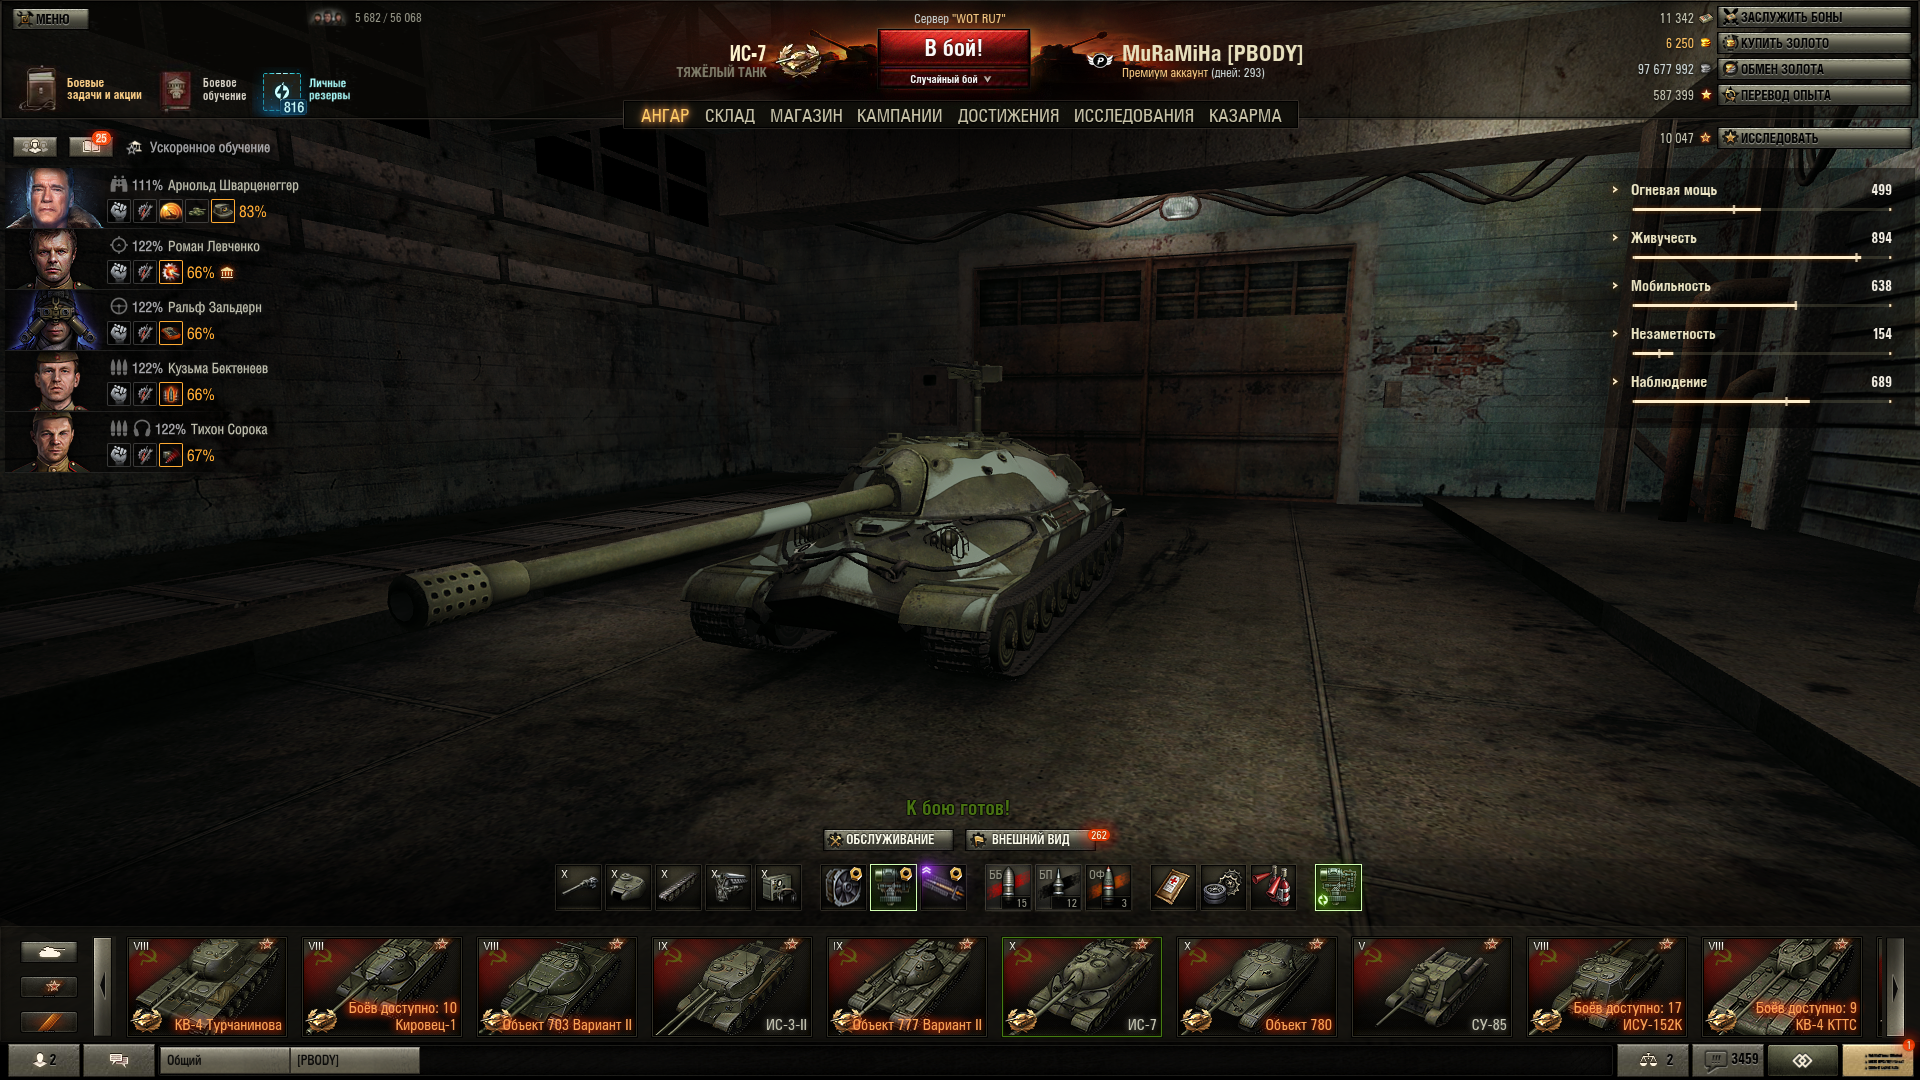 МЕНЮ
5 682 / 56 068
Сервер "WOT RU7"
ИС-7
ТЯЖЁЛЫЙ ТАНК
В бой!
Случайный бой
MuRaMiHa [PBODY]
Премиум аккаунт (дней: 293)
11 342
ЗАСЛУЖИТЬ БОНЫ
6 250
КУПИТЬ ЗОЛОТО
97 677 992
ОБМЕН ЗОЛОТА
587 399
ПЕРЕВОД ОПЫТА
Боевые
задачи и акции
Боевое
обучение
Личные
резервы
816
АНГАР СКЛАД МАГАЗИН КАМПАНИИ ДОСТИЖЕНИЯ ИССЛЕДОВАНИЯ КАЗАРМА
10 047
ИССЛЕДОВАТЬ
25
Ускоренное обучение
111% Арнольд Шварценеггер
83%
122% Роман Левченко
66%
122% Ральф Зальдерн
66%
122% Кузьма Бектенеев
66%
122% Тихон Сорока
67%
Огневая мощь 499
Живучесть 894
Мобильность 638
Незаметность 154
Наблюдение 689
К бою готов!
ОБСЛУЖИВАНИЕ
ВНЕШНИЙ ВИД
262
X X X X X
ББ 15
БП 12
ОФ 3
VIII
КВ-4 Турчанинова
VIII
Боёв доступно: 10
Кировец-1
VIII
Объект 703 Вариант II
IX
ИС-3-II
IX
Объект 777 Вариант II
X
ИС-7
X
Объект 780
V
СУ-85
VIII
Боёв доступно: 17
ИСУ-152К
VIII
Боёв доступно: 9
КВ-4 КТТС
2
Общий
[PBODY]
2
3459
1